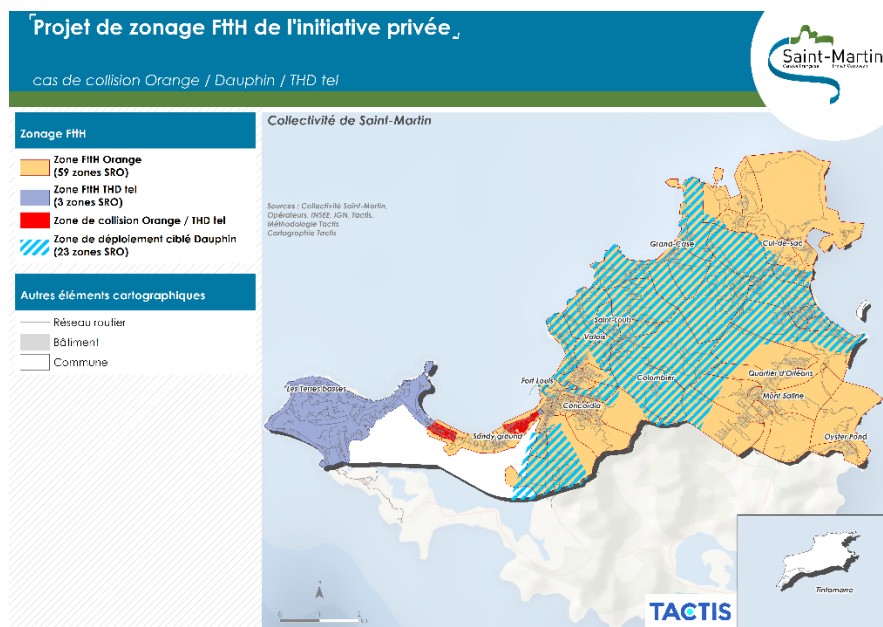 Projet de zonage FttH de l'initiative privée
cas de collision Orange / Dauphin / THD tel
Saint-Martin
Collectivité de Saint-Martin
Zonage FttH
Zone FttH Orange
(59 zones SRO)
Zone FttH THD tel
(3 zones SRO)
Zone de collision Orange / THD tel
Zone de déploiement ciblé Dauphin
(23 zones SRO)
Autres éléments cartographiques
Réseau routier
Bâtiment
Commune
Sources : Collectivité Saint-Martin,
Opérateurs, INSEE, IGN, Tactis,
Méthodologie Tactis
Cartographie Tactis
Grand-Case
Cul-de-sac
Saint-Louis
Valois
Fort Louis
Colombier
Quartier d'Orléans
Mont Saline
Les Terres basses
Concordia
Sandy ground
Oyster Pond
Tintamarre
0 1 2
TACTIS